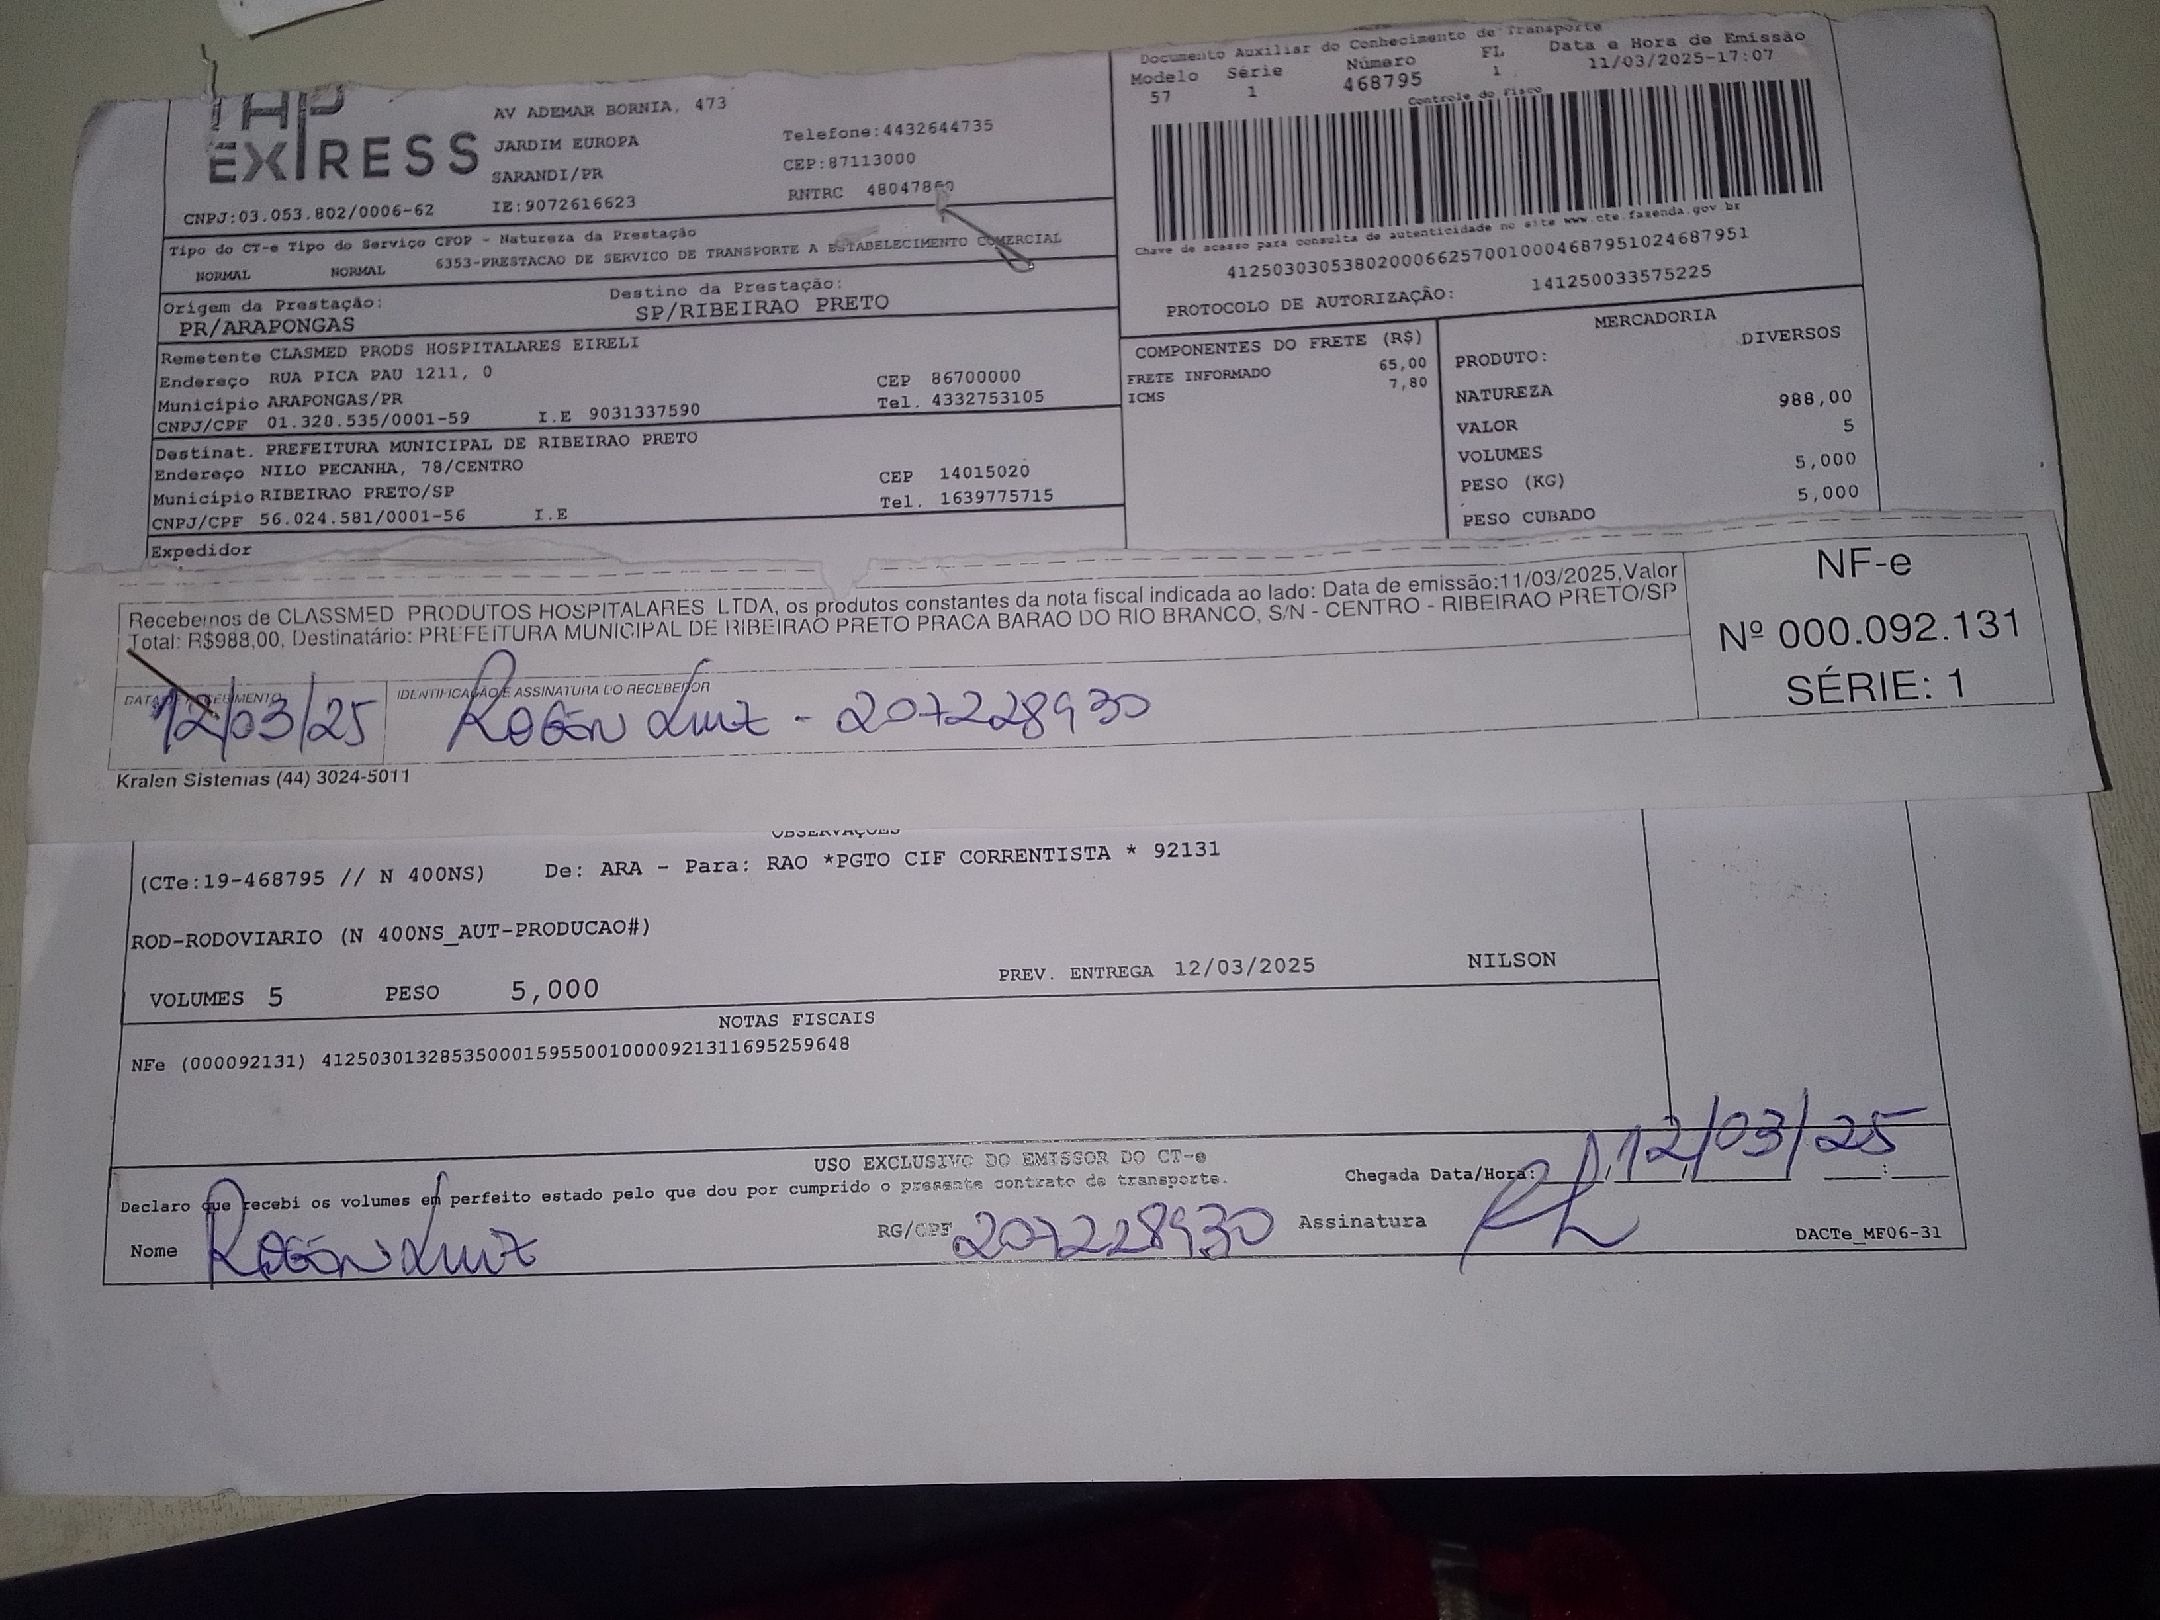 TAP
EXPRESS
AV ADEMAR BORNIA, 473
JARDIM EUROPA
SARANDI/PR
Telefone:4432644735
CEP:87113000
RNTRC
CNPJ:03.053.802/0006-62 IE:9072616623
Documento Auxiliar do Conhecimento de Transporte
Modelo Série Número FL Data e Hora de Emissão
57 1 468795 1 11/03/2025-17:07
Controle do Fisco
Chave de acesso para consulta de autenticidade no site www.cte.fazenda.gov.br
41250303053802000662570010004687951024687951
PROTOCOLO DE AUTORIZAÇÃO: 141250033575225
Tipo do CT-e Tipo do Serviço CFOP - Natureza da Prestação
NORMAL NORMAL 6353-PRESTACAO DE SERVICO DE TRANSPORTE A ESTABELECIMENTO COMERCIAL
Origem da Prestação: Destino da Prestação:
PR/ARAPONGAS SP/RIBEIRAO PRETO
Remetente CLASMED PRODS HOSPITALARES EIRELI
Endereço RUA PICA PAU 1211, 0 CEP 86700000
Município ARAPONGAS/PR Tel. 4332753105
CNPJ/CPF 01.328.535/0001-59 I.E 9031337590
Destinat. PREFEITURA MUNICIPAL DE RIBEIRAO PRETO
Endereço NILO PECANHA, 78/CENTRO CEP 14015020
Município RIBEIRAO PRETO/SP Tel. 1639775715
CNPJ/CPF 56.024.581/0001-56 I.E
Expedidor
COMPONENTES DO FRETE (R$)
FRETE INFORMADO 65,00
ICMS 7,80
MERCADORIA
PRODUTO: DIVERSOS
NATUREZA
VALOR 988,00
VOLUMES 5
PESO (KG) 5,000
PESO CUBADO 5,000
Recebemos de CLASSMED PRODUTOS HOSPITALARES LTDA, os produtos constantes da nota fiscal indicada ao lado: Data de emissão:11/03/2025,Valor
Total: R$988,00, Destinatário: PREFEITURA MUNICIPAL DE RIBEIRAO PRETO PRACA BARAO DO RIO BRANCO, S/N - CENTRO - RIBEIRAO PRETO/SP
NF-e
Nº 000.092.131
SÉRIE: 1
DATA DE RECEBIMENTO IDENTIFICAÇÃO E ASSINATURA DO RECEBEDOR
12/03/25 Rogén Luiz - 207228930
Kralen Sistemas (44) 3024-5011
OBSERVAÇÕES
(CTe:19-468795 // N 400NS) De: ARA - Para: RAO *PGTO CIF CORRENTISTA * 92131
ROD-RODOVIARIO (N 400NS_AUT-PRODUCAO#)
VOLUMES 5 PESO 5,000 PREV. ENTREGA 12/03/2025 NILSON
NOTAS FISCAIS
NFe (000092131) 41250301328535000159550010000921311695259648
USO EXCLUSIVO DO EMISSOR DO CT-e
Declaro que recebi os volumes em perfeito estado pelo que dou por cumprido o presente contrato de transporte.
Chegada Data/Hora: 12/03/25
Nome Rogén Luiz RG/CPF 207228930 Assinatura
DACTe_MF06-31